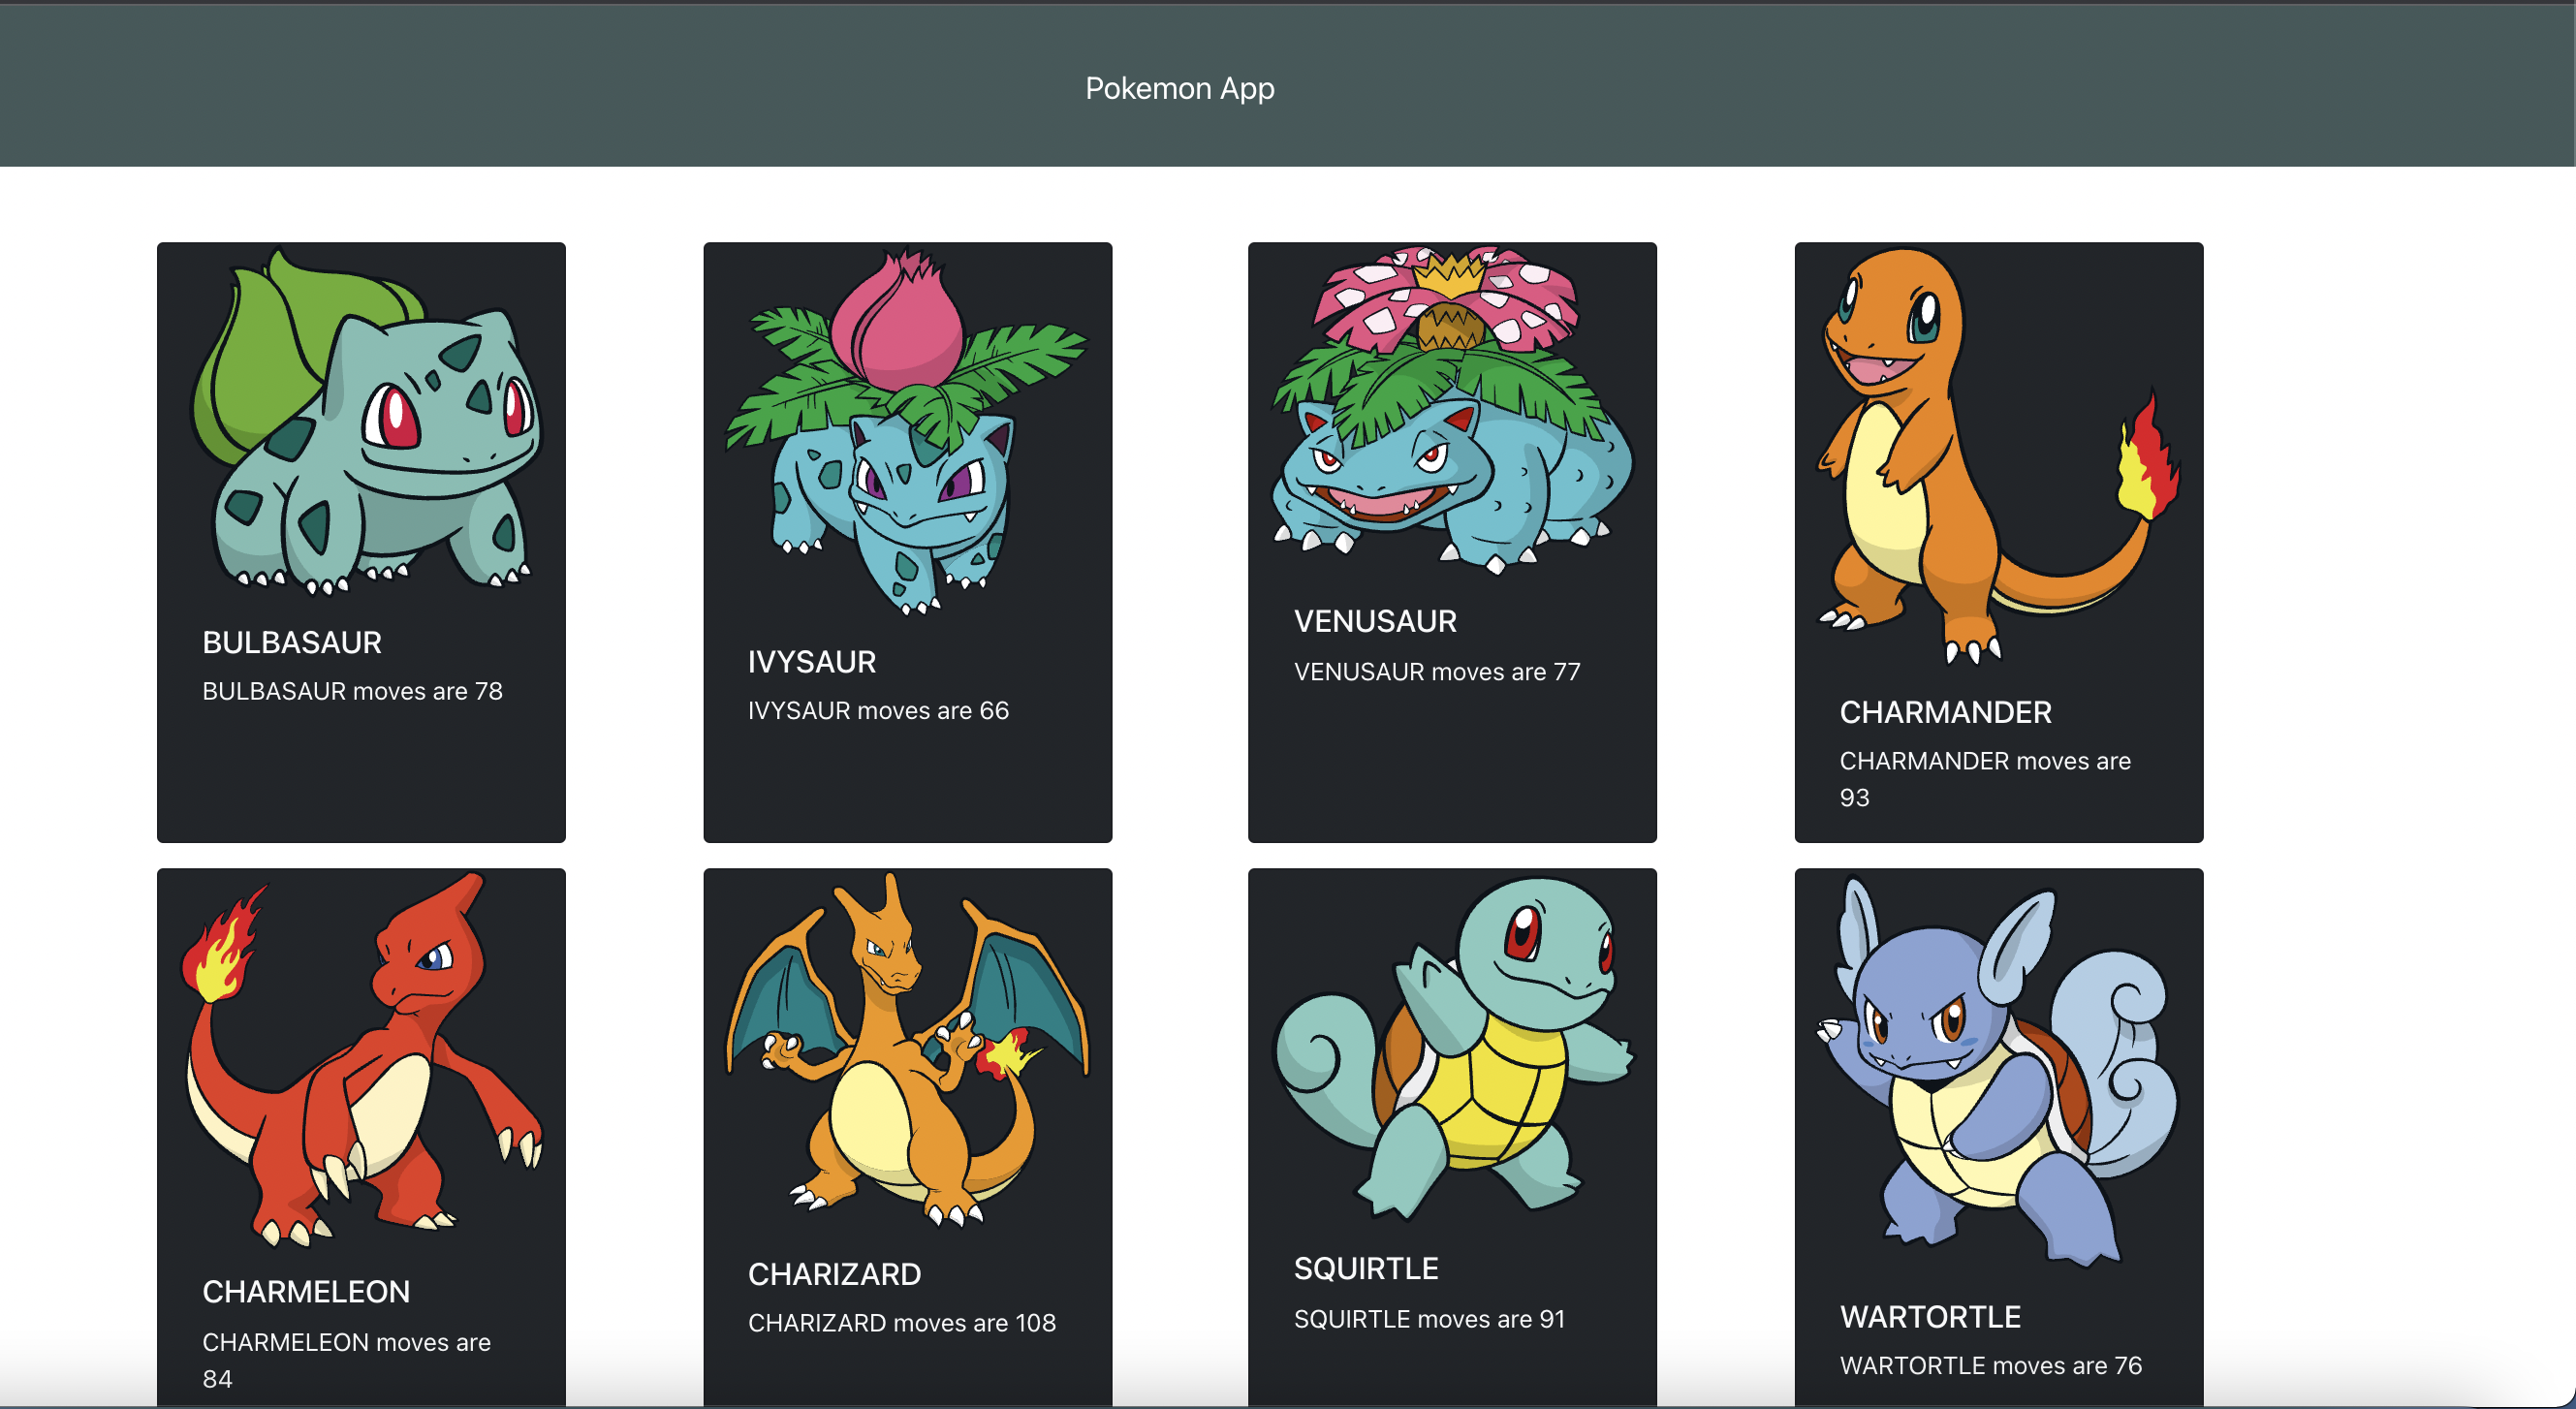 Pokemon App
BULBASAUR
BULBASAUR moves are 78
IVYSAUR
IVYSAUR moves are 66
VENUSAUR
VENUSAUR moves are 77
CHARMANDER
CHARMANDER moves are
93
CHARMELEON
CHARMELEON moves are
84
CHARIZARD
CHARIZARD moves are 108
SQUIRTLE
SQUIRTLE moves are 91
WARTORTLE
WARTORTLE moves are 76